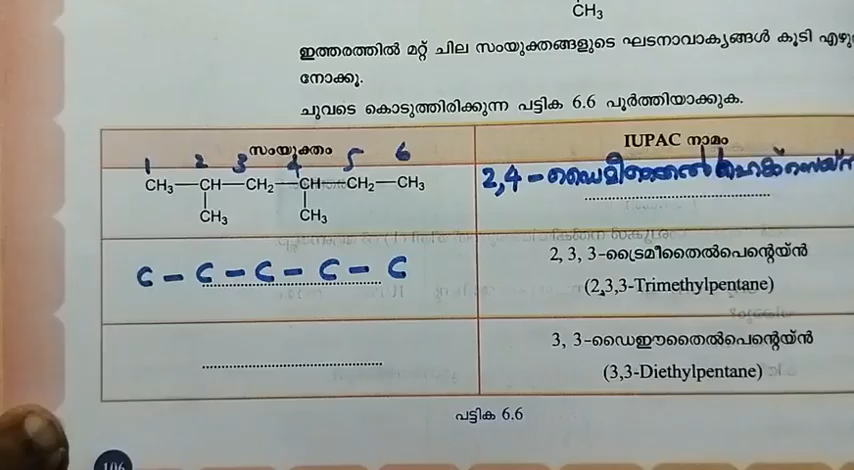 CH₃
ഇത്തരത്തിൽ മറ്റ് ചില സംയുക്തങ്ങളുടെ ഘടനാവാക്യങ്ങൾ കൂടി
നോക്കൂ.
ചുവടെ കൊടുത്തിരിക്കുന്ന പട്ടിക 6.6 പൂർത്തിയാക്കുക.
സംയുക്തം
IUPAC നാമം
1 2 3 4 5 6
CH₃—CH—CH₂—CH—CH₂—CH₃
CH₃ CH₃
2,4-
C - C - C - C - C
2, 3, 3-ട്രൈമീതൈൽപെന്റെയ്ൻ
(2,3,3-Trimethylpentane)
3, 3-ഡൈഈതൈൽപെന്റെയ്ൻ
(3,3-Diethylpentane)
പട്ടിക 6.6
106